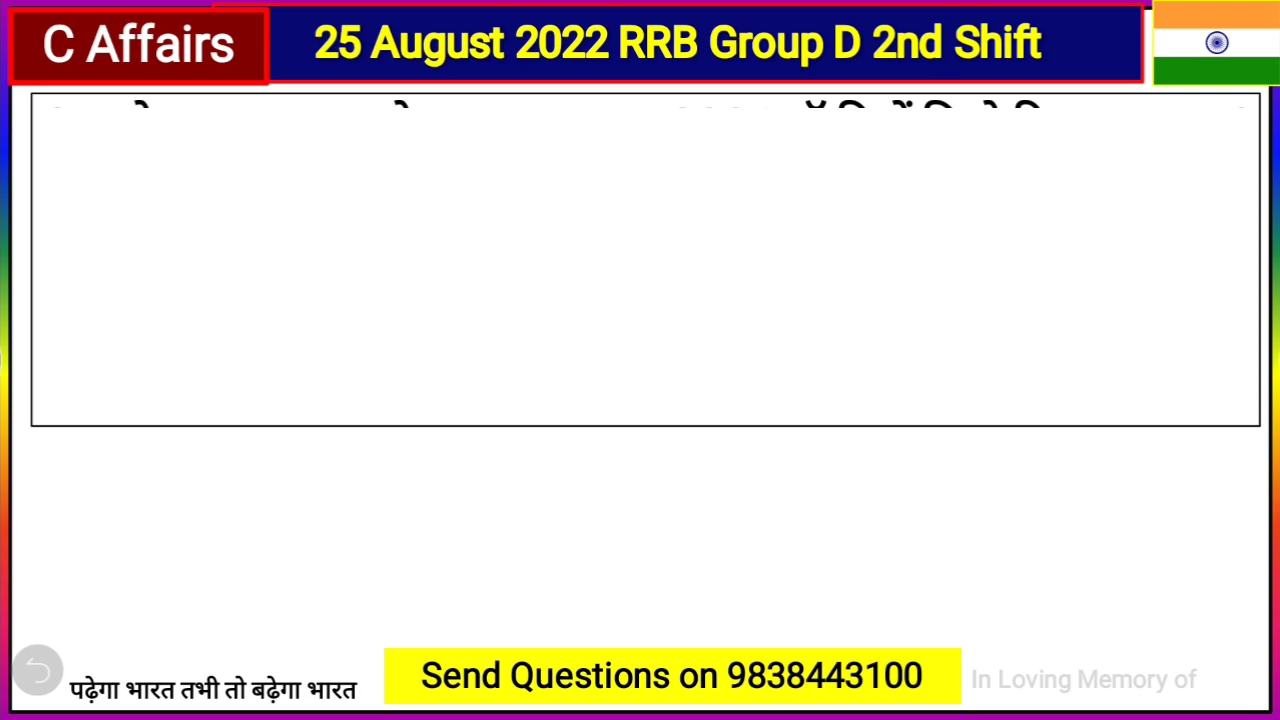 C Affairs
25 August 2022 RRB Group D 2nd Shift
पढ़ेगा भारत तभी तो बढ़ेगा भारत
Send Questions on 9838443100
In Loving Memory of